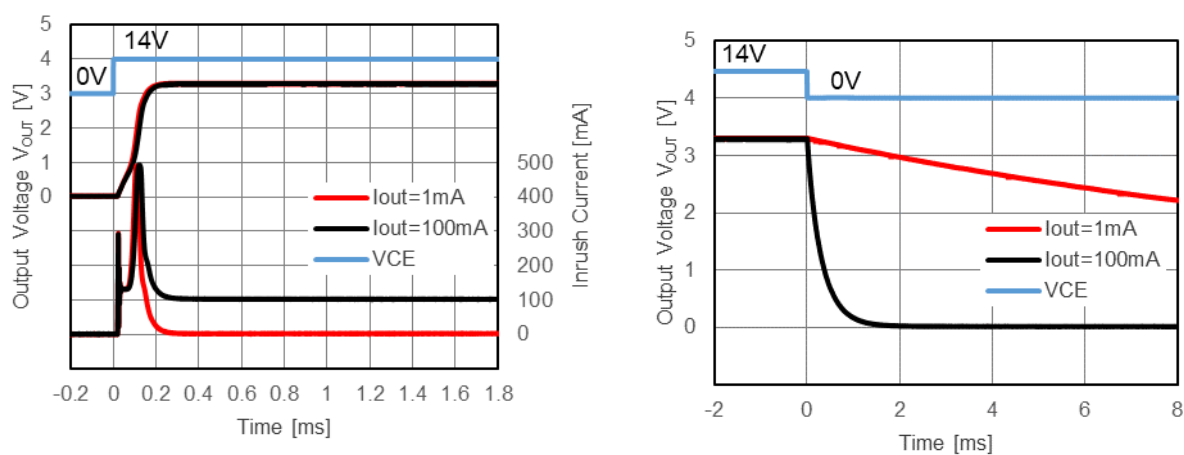 5
4
3
2
1
0
Output Voltage V_OUT [V]
14V
0V
500
400
300
200
100
0
Inrush Current [mA]
Iout=1mA
Iout=100mA
VCE
-0.2 0 0.2 0.4 0.6 0.8 1 1.2 1.4 1.6 1.8
Time [ms]
5
4
3
2
1
0
Output Voltage V_OUT [V]
14V
0V
Iout=1mA
Iout=100mA
VCE
-2 0 2 4 6 8
Time [ms]